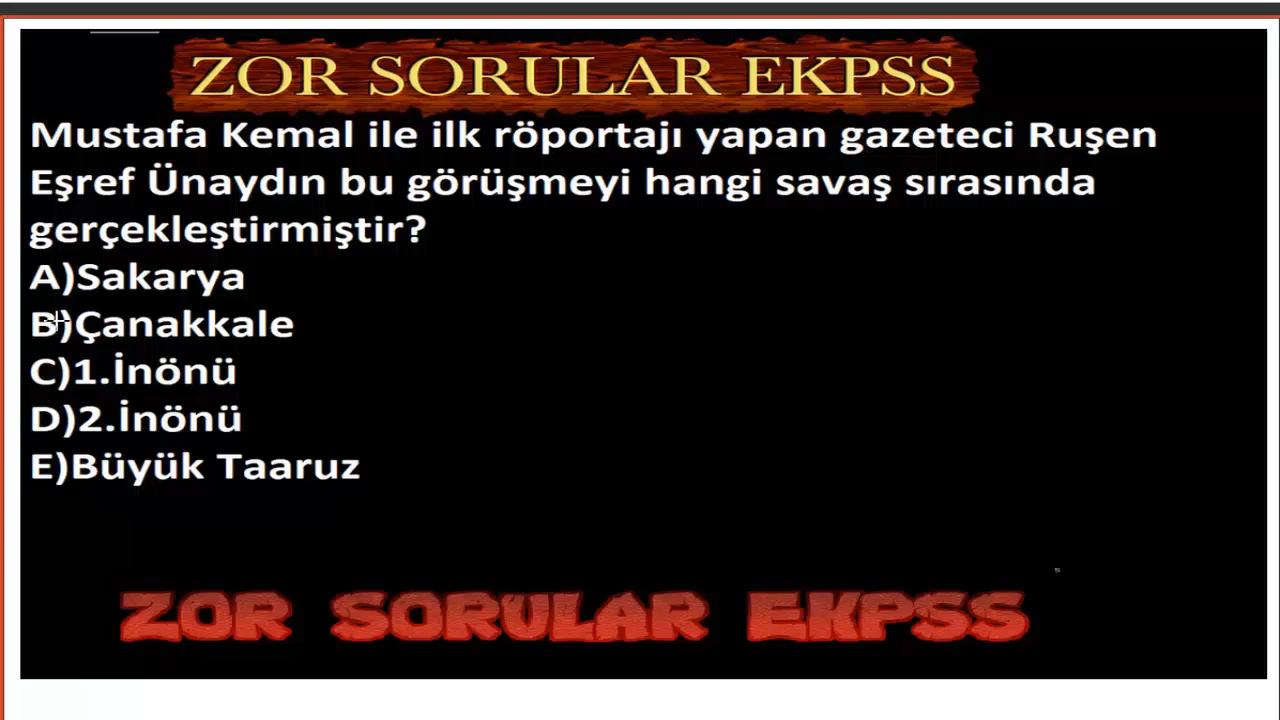 ZOR SORULAR EKPSS
Mustafa Kemal ile ilk röportajı yapan gazeteci Ruşen
Eşref Ünaydın bu görüşmeyi hangi savaş sırasında
gerçekleştirmiştir?
A)Sakarya
B)Çanakkale
C)1.İnönü
D)2.İnönü
E)Büyük Taaruz
ZOR SORULAR EKPSS